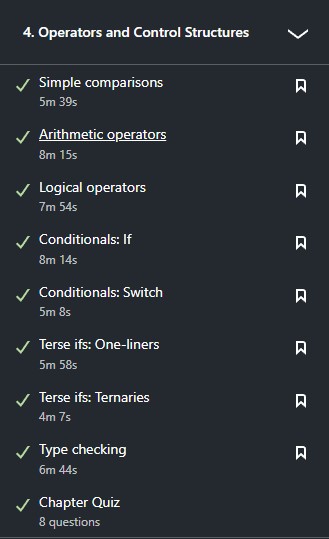 4. Operators and Control Structures
Simple comparisons
5m 39s
Arithmetic operators
8m 15s
Logical operators
7m 54s
Conditionals: If
8m 14s
Conditionals: Switch
5m 8s
Terse ifs: One-liners
5m 58s
Terse ifs: Ternaries
4m 7s
Type checking
6m 44s
Chapter Quiz
8 questions